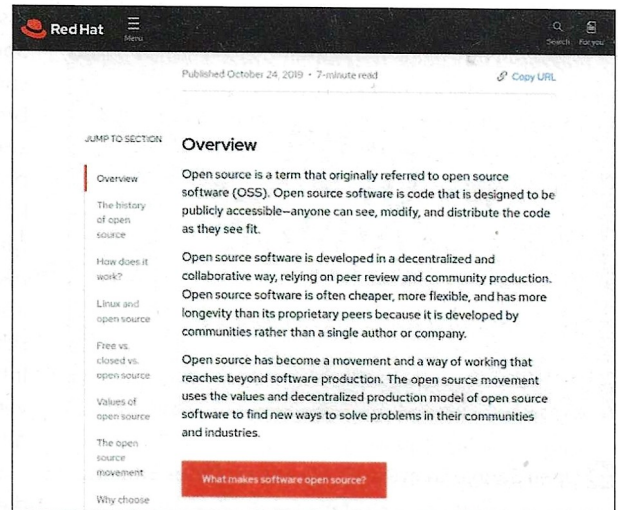 Red Hat
Menu
Search
For you
Published October 24, 2019 • 7-minute read
Copy URL
JUMP TO SECTION
Overview
The history
of open
source
How does it
work?
Linux and
open source
Free vs.
closed vs.
open source
Values of
open source
The open
source
movement
Why choose
Overview
Open source is a term that originally referred to open source
software (OSS). Open source software is code that is designed to be
publicly accessible—anyone can see, modify, and distribute the code
as they see fit.
Open source software is developed in a decentralized and
collaborative way, relying on peer review and community production.
Open source software is often cheaper, more flexible, and has more
longevity than its proprietary peers because it is developed by
communities rather than a single author or company.
Open source has become a movement and a way of working that
reaches beyond software production. The open source movement
uses the values and decentralized production model of open source
software to find new ways to solve problems in their communities
and industries.
What makes software open source?